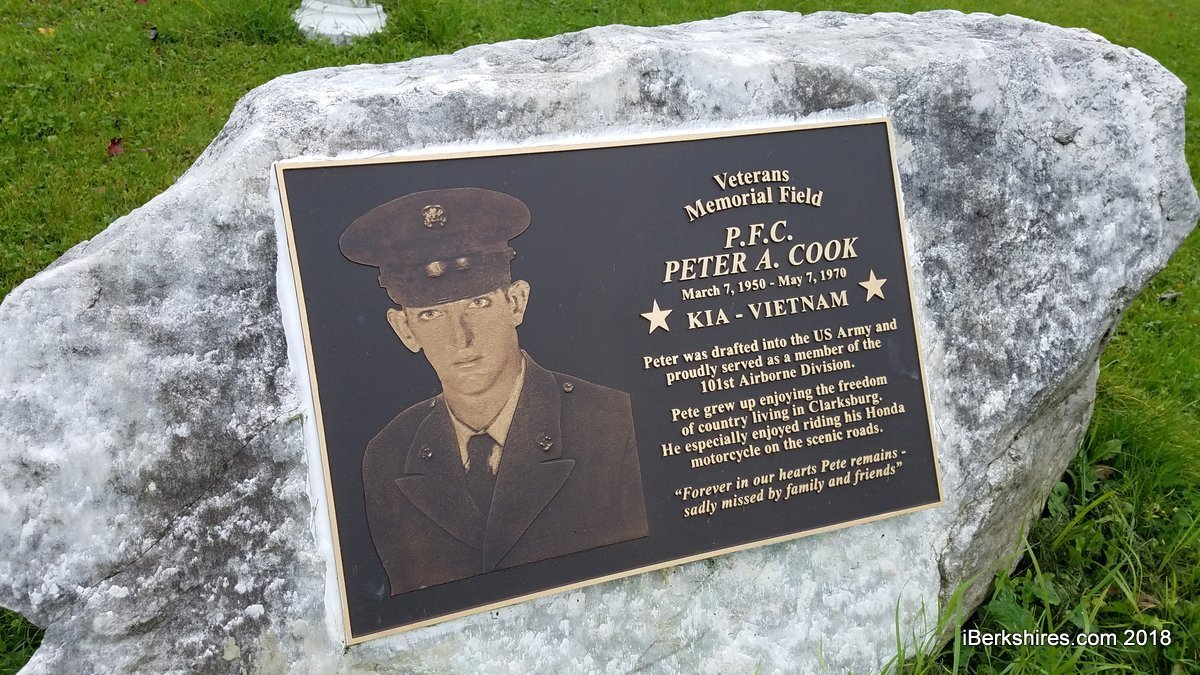 Veterans
Memorial Field
P.F.C.
PETER A. COOK
March 7, 1950 - May 7, 1970
KIA - VIETNAM
Peter was drafted into the US Army and
proudly served as a member of the
101st Airborne Division.
Pete grew up enjoying the freedom
of country living in Clarksburg.
He especially enjoyed riding his Honda
motorcycle on the scenic roads.
“Forever in our hearts Pete remains -
sadly missed by family and friends”
iBerkshires.com 2018